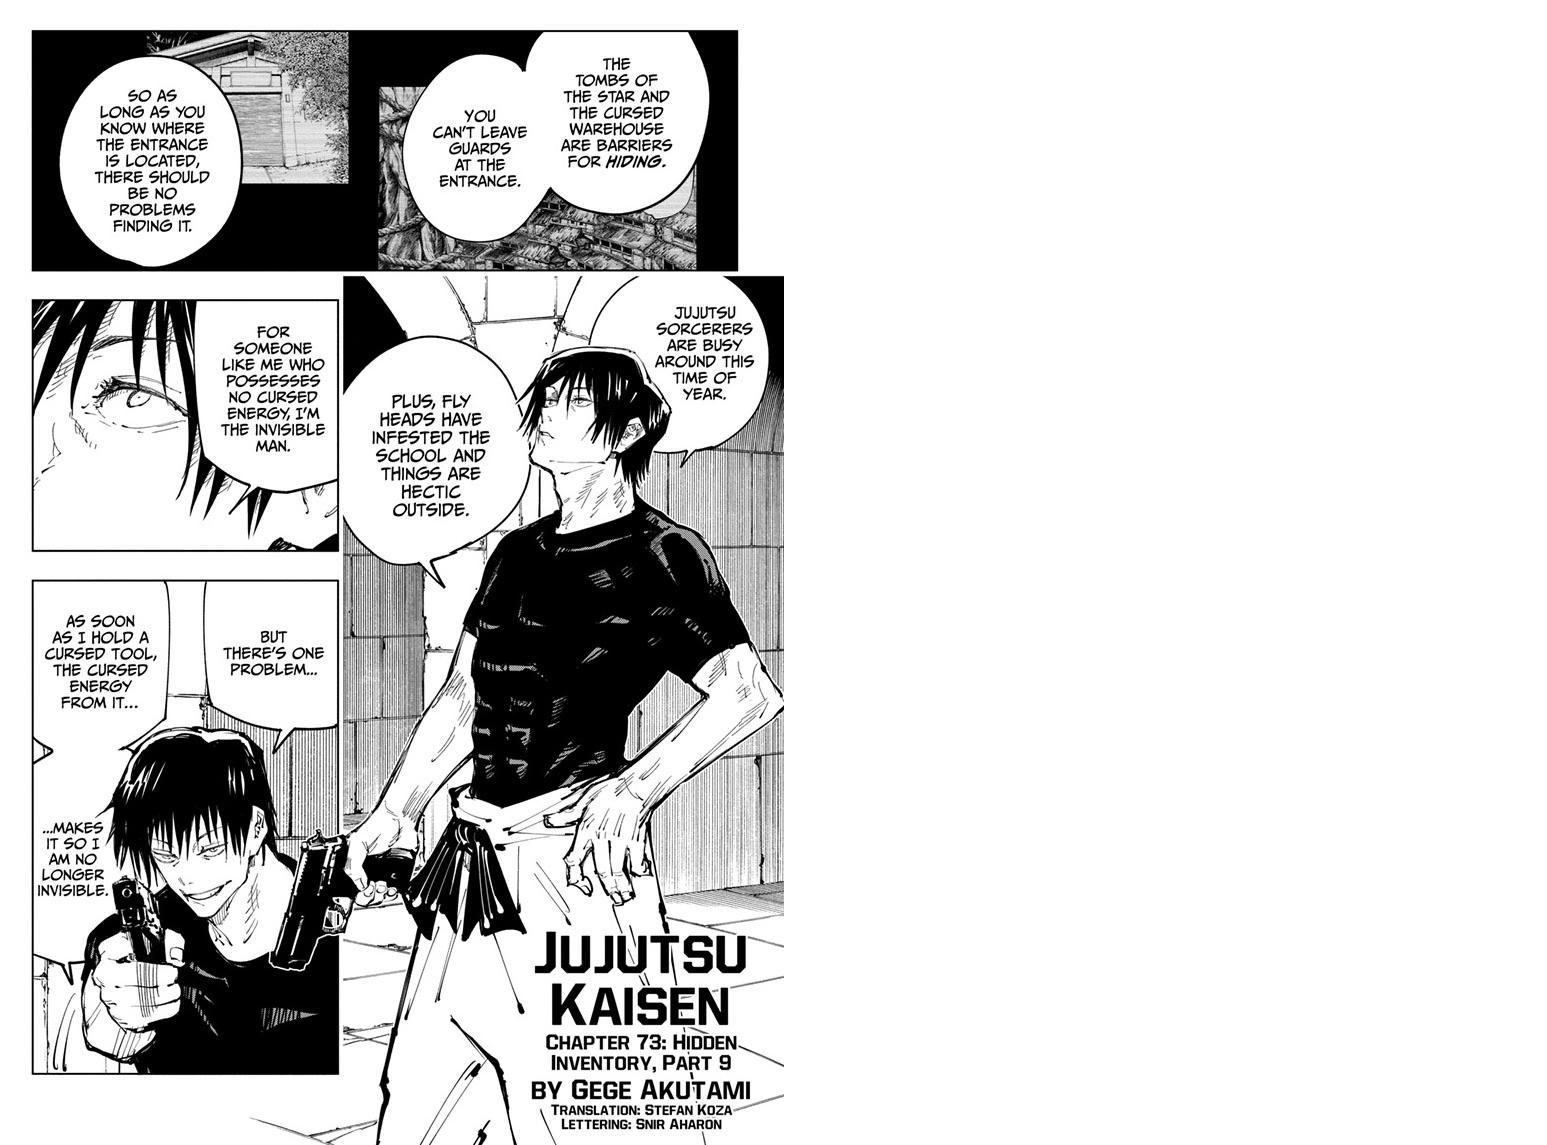 THE
TOMBS OF
THE STAR AND
THE CURSED
WAREHOUSE
ARE BARRIERS
FOR HIDING.
YOU
CAN'T LEAVE
GUARDS
AT THE
ENTRANCE.
SO AS
LONG AS YOU
KNOW WHERE
THE ENTRANCE
IS LOCATED,
THERE SHOULD
BE NO
PROBLEMS
FINDING IT.
JUJUTSU
SORCERERS
ARE BUSY
AROUND THIS
TIME OF
YEAR.
PLUS, FLY
HEADS HAVE
INFESTED THE
SCHOOL AND
THINGS ARE
HECTIC
OUTSIDE.
FOR
SOMEONE
LIKE ME WHO
POSSESSES
NO CURSED
ENERGY, I'M
THE INVISIBLE
MAN.
BUT
THERE'S ONE
PROBLEM...
AS SOON
AS I HOLD A
CURSED TOOL,
THE CURSED
ENERGY
FROM IT...
...MAKES
IT SO I
AM NO
LONGER
INVISIBLE.
JUJUTSU
KAISEN
CHAPTER 73: HIDDEN
INVENTORY, PART 9
BY GEGE AKUTAMI
TRANSLATION: STEFAN KOZA
LETTERING: SNIR AHARON